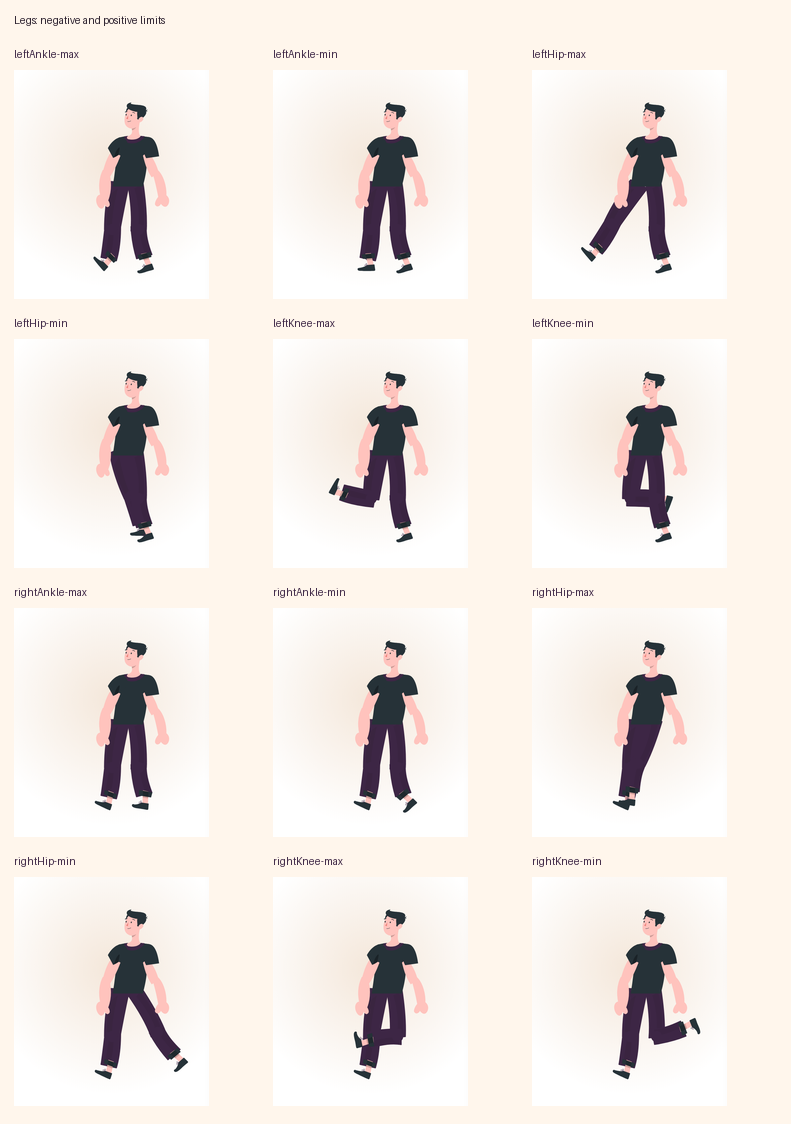 Legs: negative and positive limits
leftAnkle-max
leftAnkle-min
leftHip-max
leftHip-min
leftKnee-max
leftKnee-min
rightAnkle-max
rightAnkle-min
rightHip-max
rightHip-min
rightKnee-max
rightKnee-min